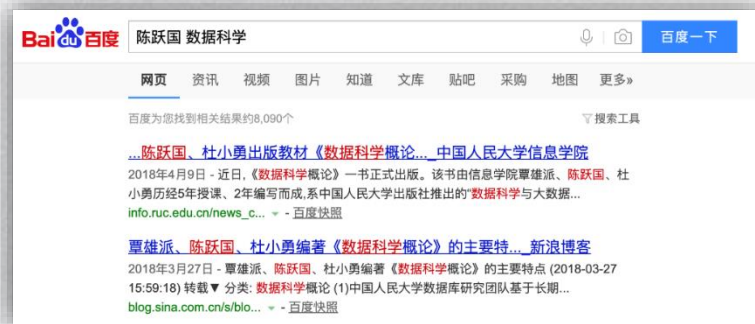 Bai du 百度 陈跃国 数据科学 百度一下
网页 资讯 视频 图片 知道 文库 贴吧 采购 地图 更多»
百度为您找到相关结果约8,090个 搜索工具
...陈跃国、杜小勇出版教材《数据科学概论..._中国人民大学信息学院
2018年4月9日 - 近日,《数据科学概论》一书正式出版。该书由信息学院覃雄派、陈跃国、杜
小勇历经5年授课、2年编写而成,系中国人民大学出版社推出的"数据科学与大数据...
info.ruc.edu.cn/news_c... - 百度快照
覃雄派、陈跃国、杜小勇编著《数据科学概论》的主要特..._新浪博客
2018年3月27日 - 覃雄派、陈跃国、杜小勇编著《数据科学概论》的主要特点 (2018-03-27
15:59:18) 转载▼ 分类: 数据科学概论 (1)中国人民大学数据库研究团队基于长期...
blog.sina.com.cn/s/blo... - 百度快照